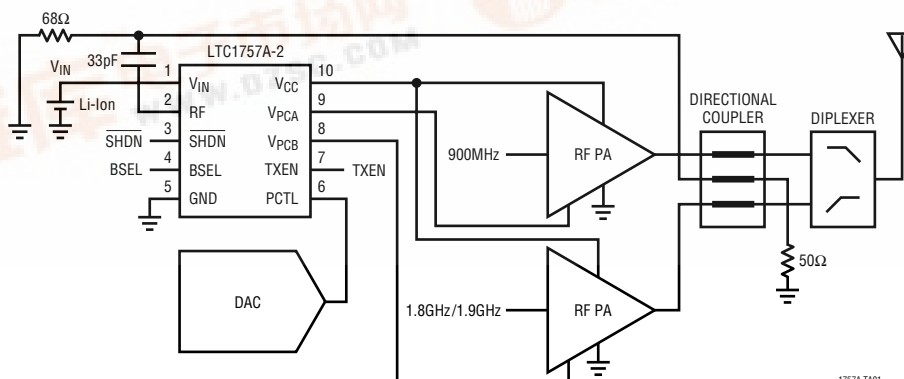 68Ω
LTC1757A-2
33pF
VIN
Li-Ion
1
VIN
2
RF
3
SHDN
SHDN
4
BSEL
BSEL
5
GND
VCC
10
VPCA
9
VPCB
8
TXEN
7
TXEN
PCTL
6
DAC
900MHz
RF PA
1.8GHz/1.9GHz
RF PA
DIRECTIONAL
COUPLER
DIPLEXER
50Ω
1757A TA01